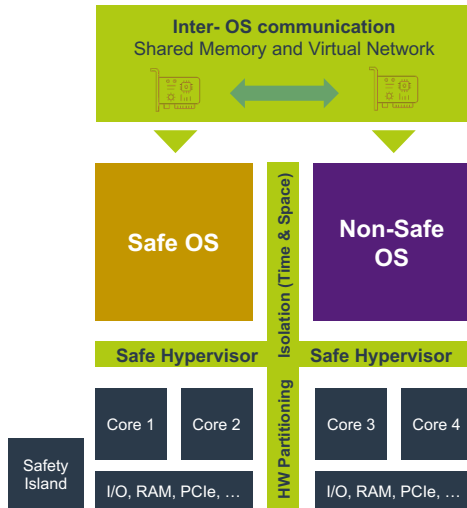 Inter- OS communication
Shared Memory and Virtual Network
Safe OS
Isolation (Time & Space)
Non-Safe
OS
Safe Hypervisor
Safe Hypervisor
Core 1
Core 2
HW Partitioning
Core 3
Core 4
Safety
Island
I/O, RAM, PCIe, …
I/O, RAM, PCIe, …